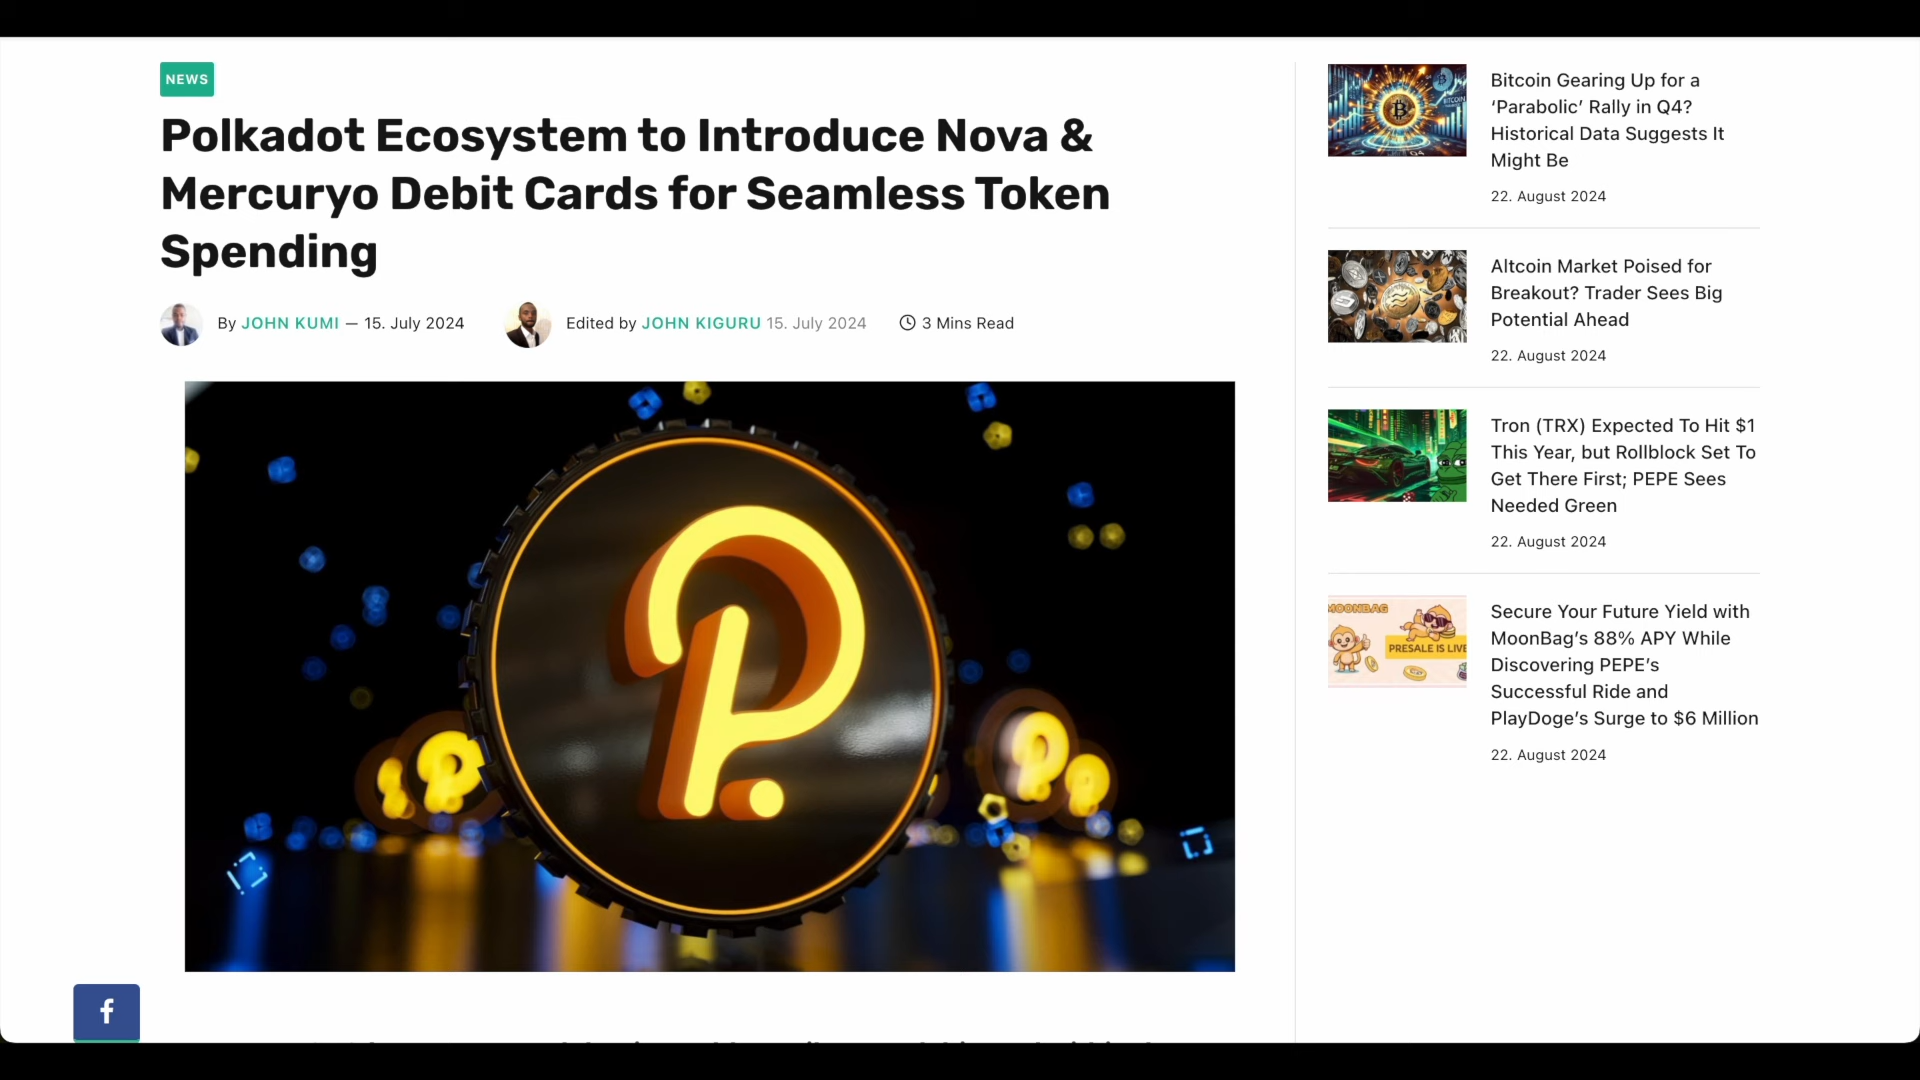 NEWS
Polkadot Ecosystem to Introduce Nova &
Mercuryo Debit Cards for Seamless Token
Spending
By JOHN KUMI — 15. July 2024
Edited by JOHN KIGURU 15. July 2024
3 Mins Read
Bitcoin Gearing Up for a
‘Parabolic’ Rally in Q4?
Historical Data Suggests It
Might Be
22. August 2024
Altcoin Market Poised for
Breakout? Trader Sees Big
Potential Ahead
22. August 2024
Tron (TRX) Expected To Hit $1
This Year, but Rollblock Set To
Get There First; PEPE Sees
Needed Green
22. August 2024
MOONBAG
PRESALE IS LIVE
Secure Your Future Yield with
MoonBag’s 88% APY While
Discovering PEPE’s
Successful Ride and
PlayDoge’s Surge to $6 Million
22. August 2024